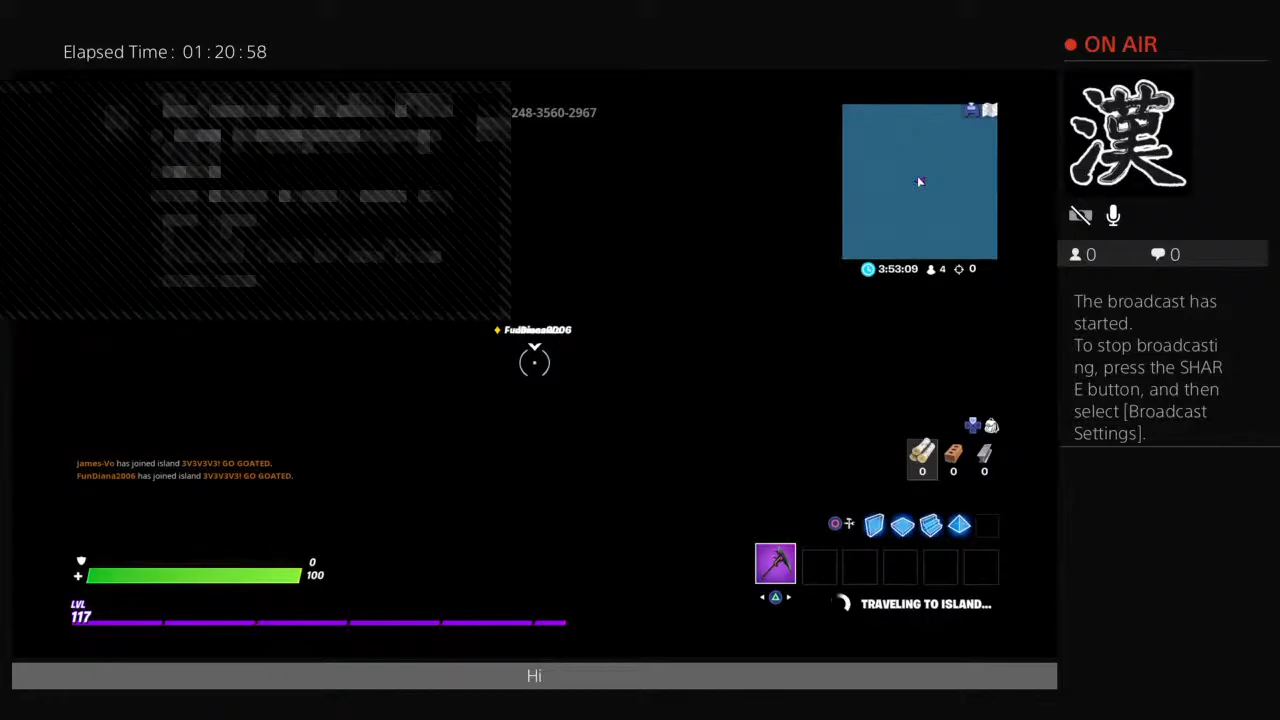 Elapsed Time: 01:20:58
ON AIR
248-3560-2967
漢
3:53:09 4 0
0 0
The broadcast has
started.
To stop broadcasti
ng, press the SHAR
E button, and then
select [Broadcast
Settings].
0 0 0
James-Vo has joined island 3V3V3V3! GO GOATED.
FunDiana2006 has joined island 3V3V3V3! GO GOATED.
0
100
LVL
117
TRAVELING TO ISLAND...
Hi